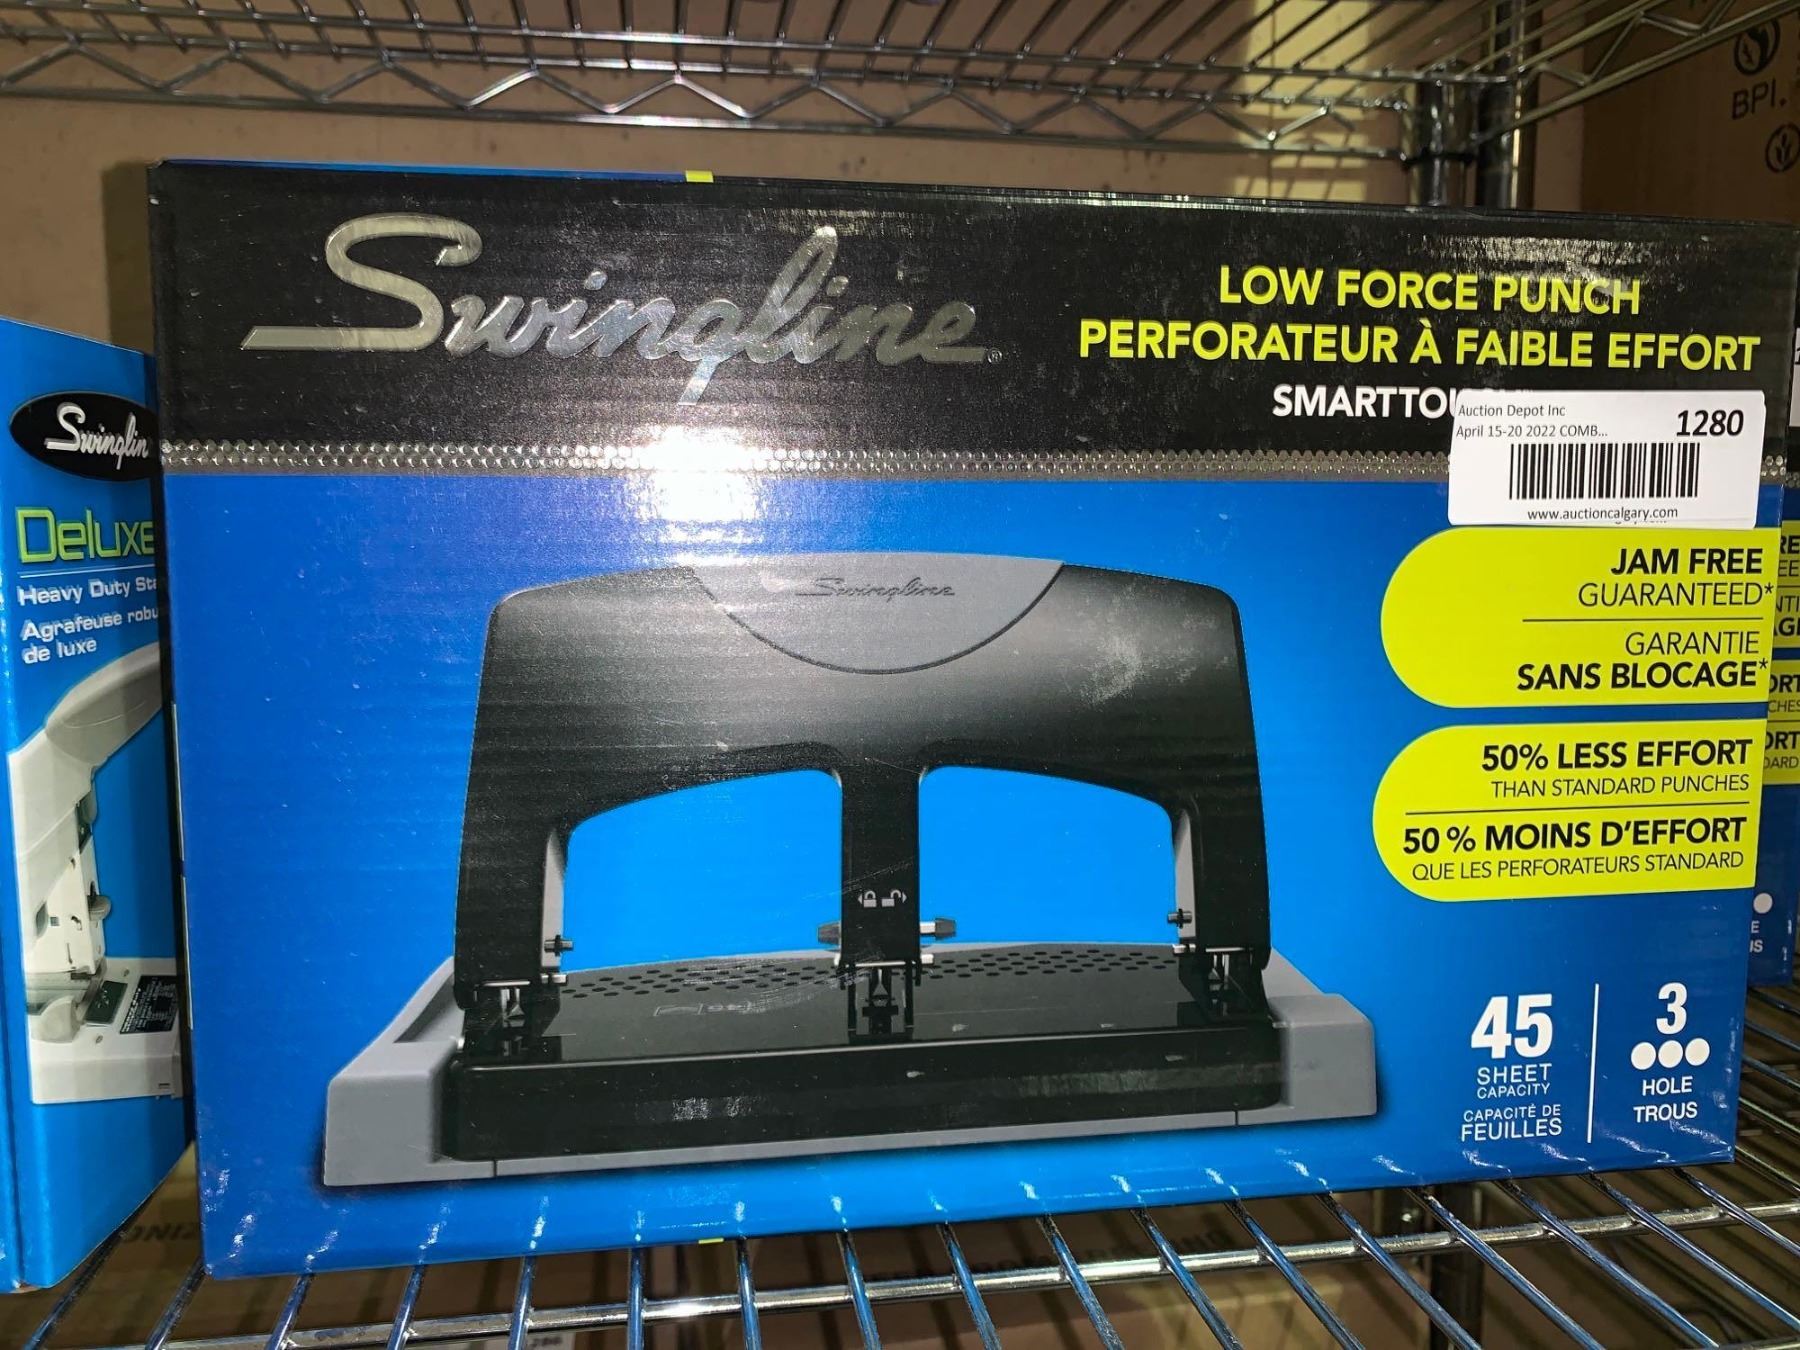 BPI.
Swingline
LOW FORCE PUNCH
PERFORATEUR À FAIBLE EFFORT
Auction Depot Inc
April 15-20 2022 COMB...
1280
www.auctioncalgary.com
Swingline
JAM FREE
GUARANTEED*
GARANTIE
SANS BLOCAGE*
50% LESS EFFORT
THAN STANDARD PUNCHES
50 % MOINS D'EFFORT
QUE LES PERFORATEURS STANDARD
45
SHEET
CAPACITY
CAPACITÉ DE
FEUILLES
3
HOLE
TROUS
Swinglin
Deluxe
Heavy Duty Sta
Agrafeuse robu
de luxe